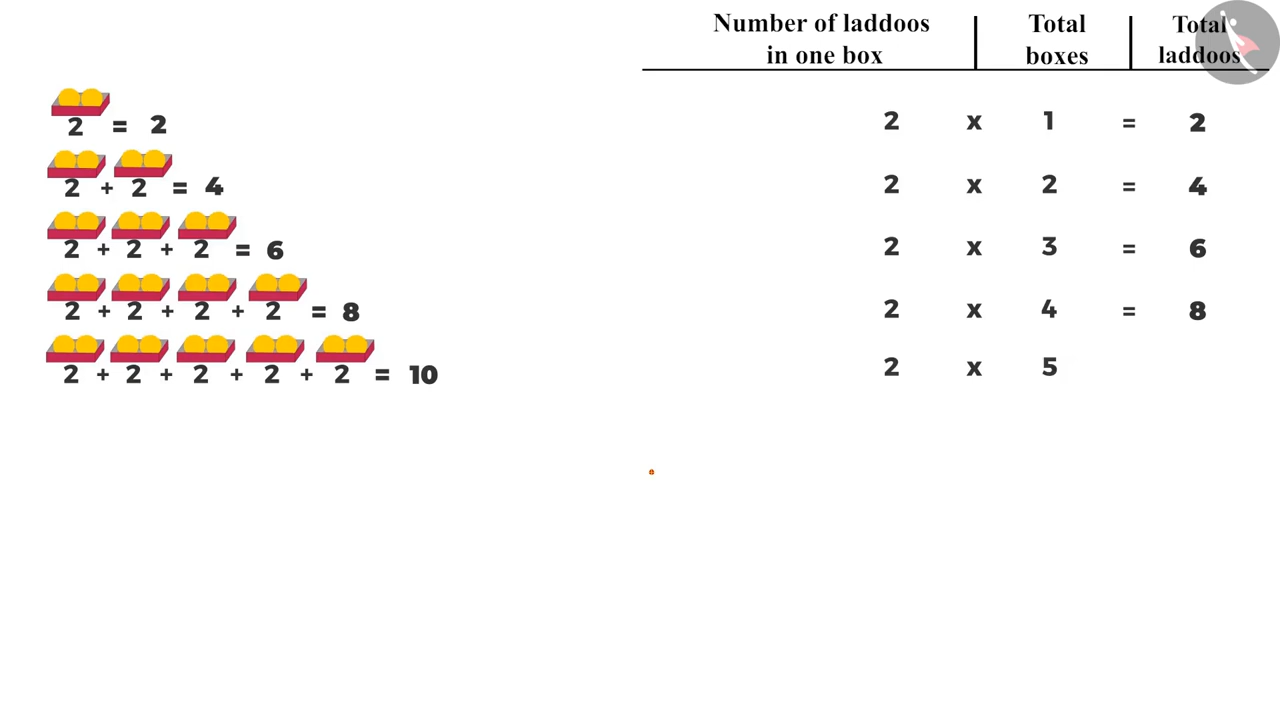 Number of laddoos in one box | Total boxes | Total laddoos
2 = 2
2 + 2 = 4
2 + 2 + 2 = 6
2 + 2 + 2 + 2 = 8
2 + 2 + 2 + 2 + 2 = 10
2 x 1 = 2
2 x 2 = 4
2 x 3 = 6
2 x 4 = 8
2 x 5